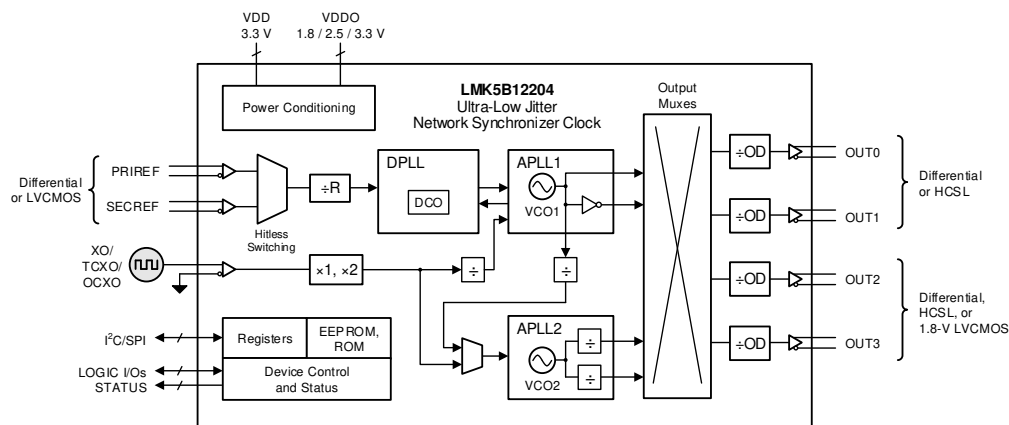 VDD
3.3 V
VDDO
1.8 / 2.5 / 3.3 V
LMK5B12204
Ultra-Low Jitter
Network Synchronizer Clock
Power Conditioning
Output
Muxes
Differential
or LVCMOS
PRIREF
SECREF
Hitless
Switching
÷R
DPLL
DCO
APLL1
VCO1
÷OD
OUT0
÷OD
OUT1
Differential
or HCSL
XO/
TCXO/
OCXO
×1, ×2
÷
÷
÷OD
OUT2
÷OD
OUT3
Differential,
HCSL, or
1.8-V LVCMOS
I²C/SPI
Registers
EEPROM,
ROM
LOGIC I/Os
STATUS
Device Control
and Status
APLL2
VCO2
÷
÷